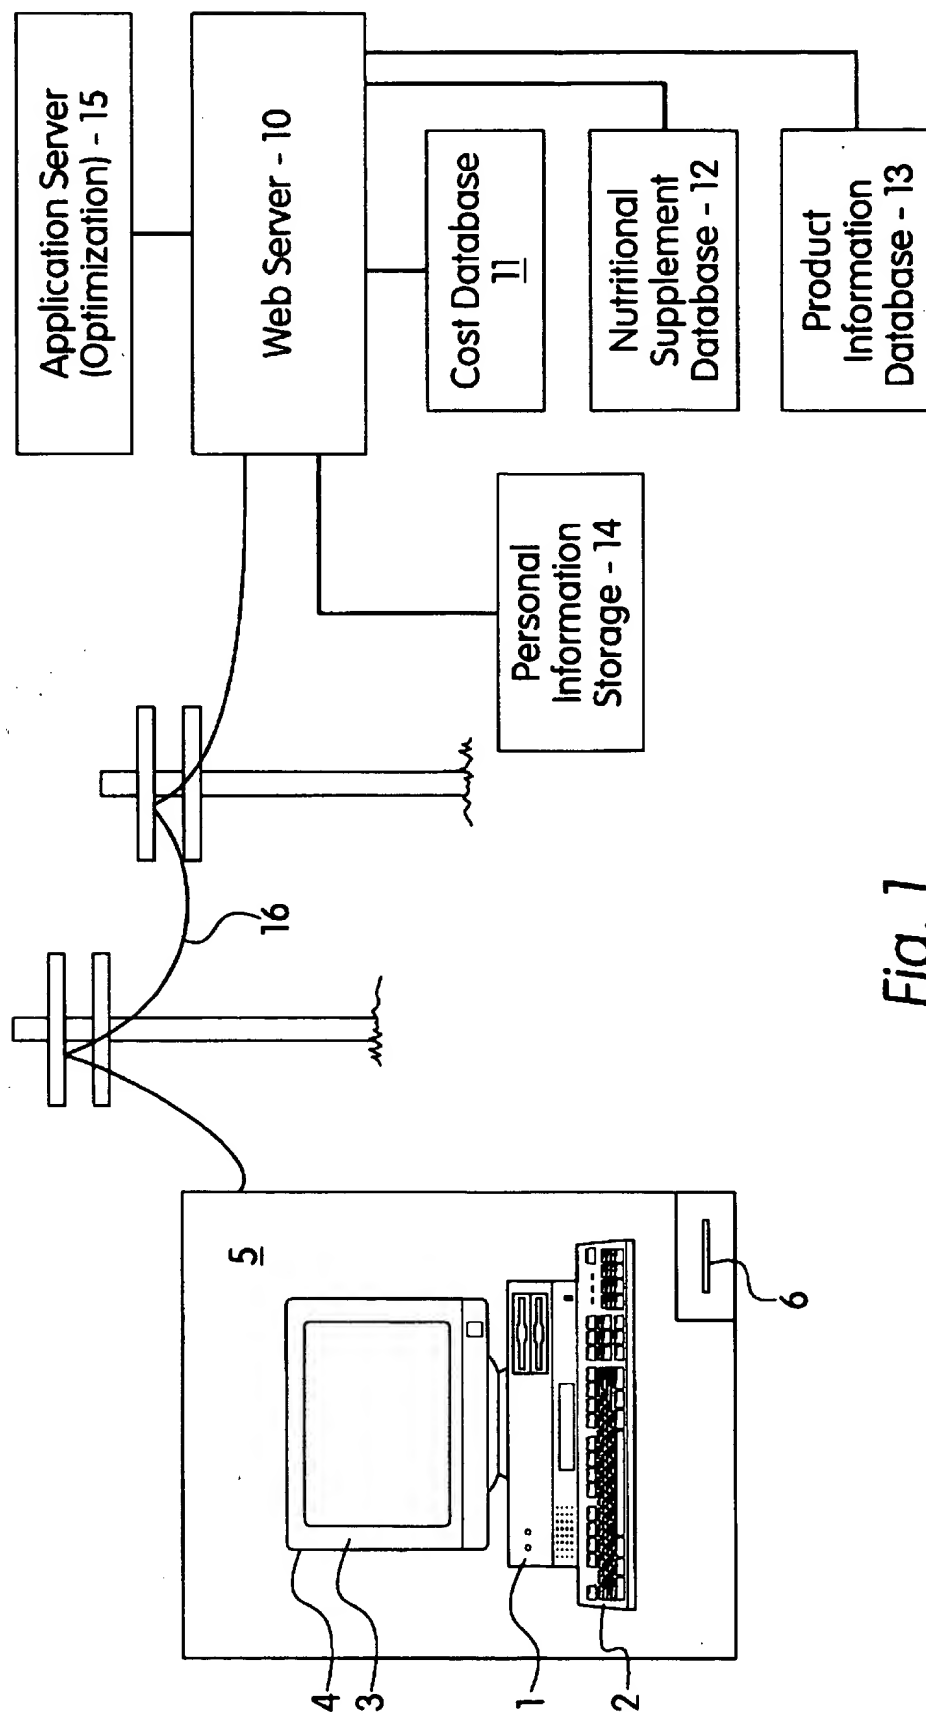 Application Server
(Optimization) - 15
Web Server - 10
Cost Database
11
Nutritional
Supplement
Database - 12
Product
Information
Database - 13
Personal
Information
Storage - 14
16
5
4
3
1
2
6
Fig. 1